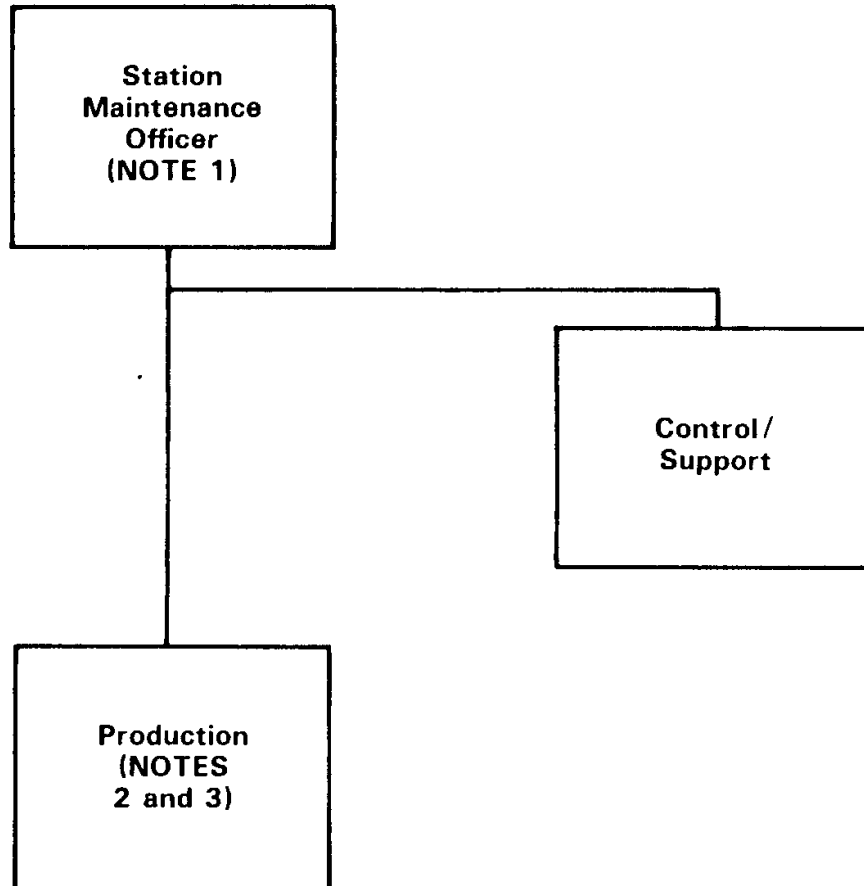 Station
Maintenance
Officer
(NOTE 1)
Control/
Support
Production
(NOTES
2 and 3)